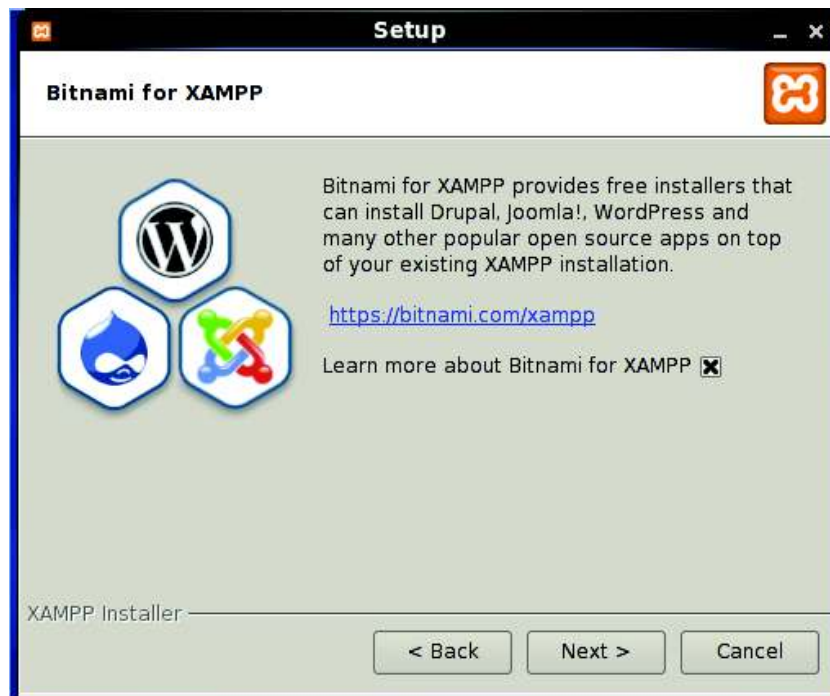 Setup
Bitnami for XAMPP
Bitnami for XAMPP provides free installers that
can install Drupal, Joomla!, WordPress and
many other popular open source apps on top
of your existing XAMPP installation.
https://bitnami.com/xampp
Learn more about Bitnami for XAMPP
XAMPP Installer
< Back
Next >
Cancel